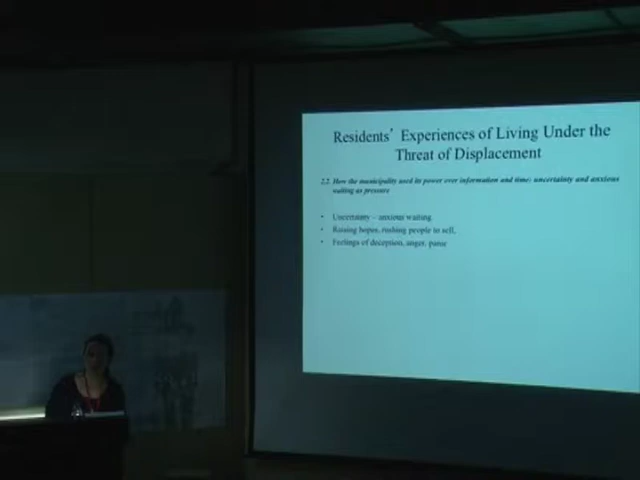 Residents' Experiences of Living Under the
Threat of Displacement
2.2. How the municipality used its power over information and time: uncertainty and anxious
waiting as pressure
• Uncertainty – anxious waiting
• Raising hopes, rushing people to sell,
• Feelings of deception, anger, panic